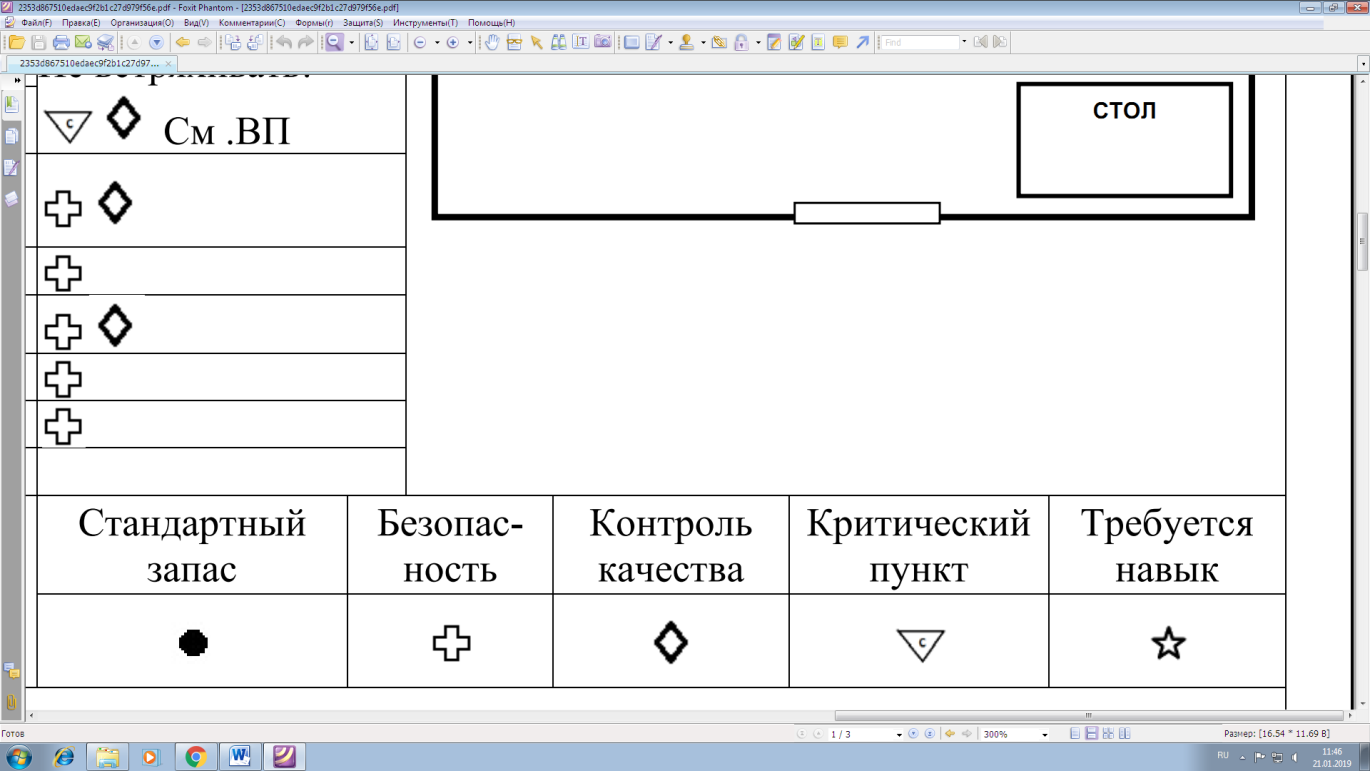 2353d867510edaec9f2b1c27d979f56e.pdf - Foxit Phantom - [2353d867510edaec9f2b1c27d979f56e.pdf]
Файл(F) Правка(E) Организация(O) Вид(V) Комментарии(C) Формы(r) Защита(S) Инструменты(T) Помощь(H)
Find
2353d867510edaec9f2b1c27d97...
СТОЛ
С См .ВП
Стандартный запас
Безопас-
ность
Контроль
качества
Критический
пункт
Требуется
навык
С
Готов
1 / 3
300%
Размер: [16.54 * 11.69 В]
RU
11:46
21.01.2019